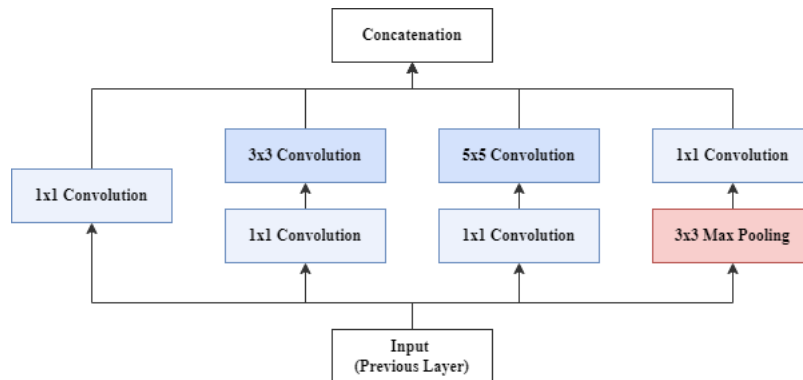 Concatenation
3x3 Convolution
5x5 Convolution
1x1 Convolution
1x1 Convolution
1x1 Convolution
1x1 Convolution
3x3 Max Pooling
Input
(Previous Layer)